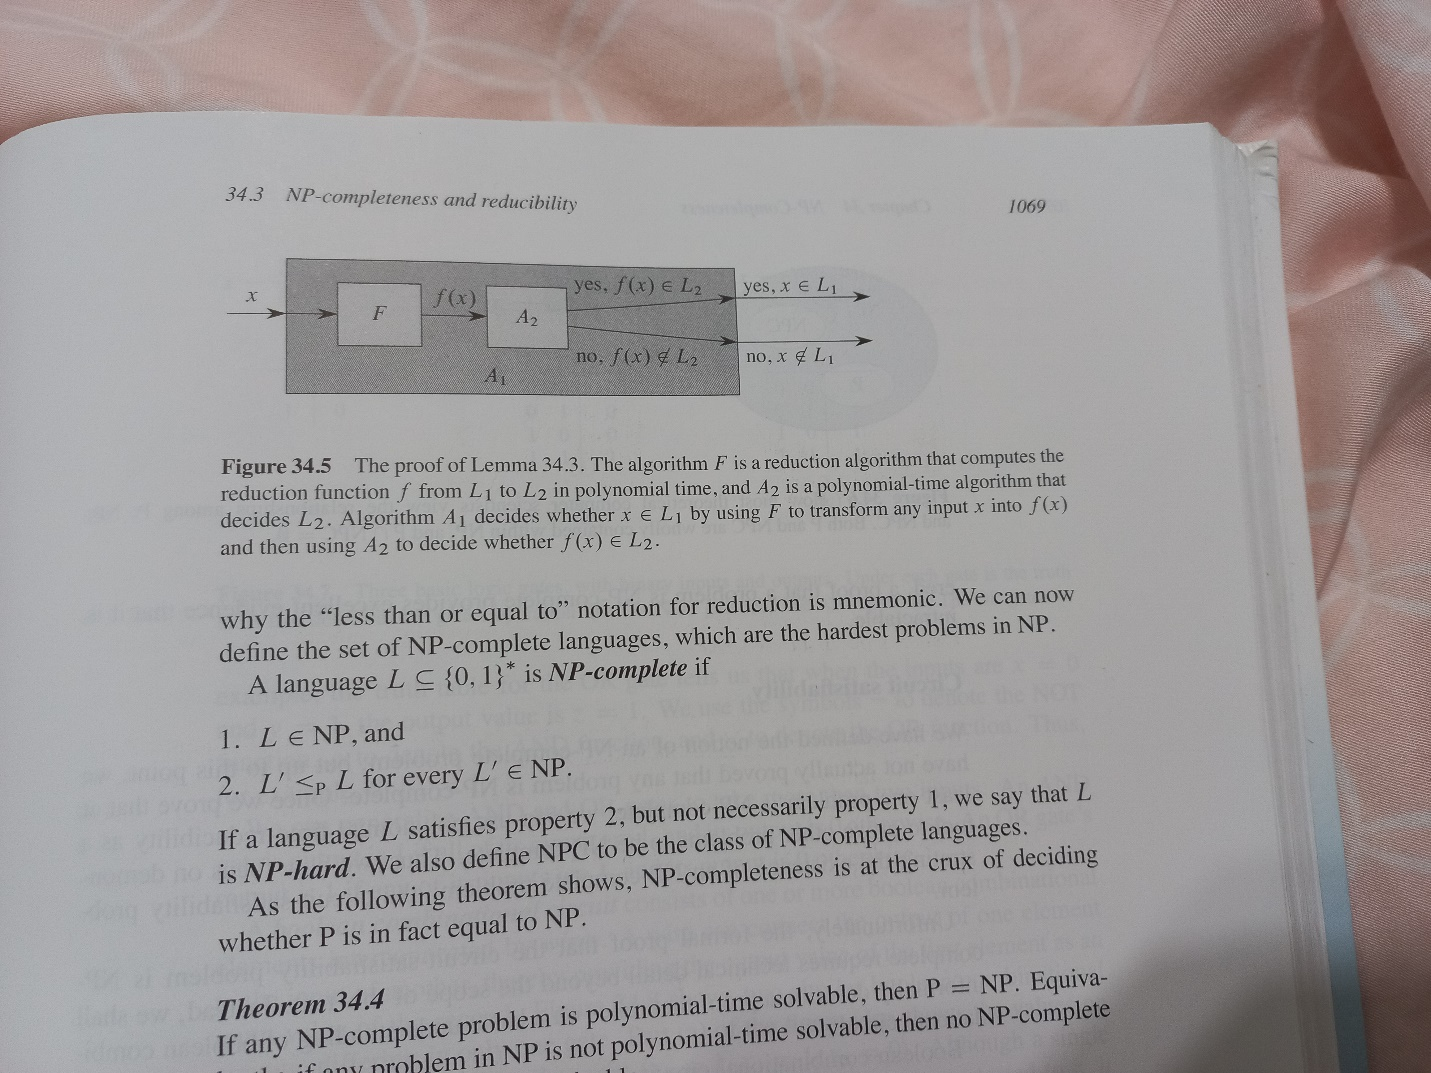 34.3 NP-completeness and reducibility 1069
x
F
f(x)
A₂
yes, f(x) ∈ L₂
no, f(x) ∉ L₂
A₁
yes, x ∈ L₁
no, x ∉ L₁
Figure 34.5 The proof of Lemma 34.3. The algorithm F is a reduction algorithm that computes the
reduction function f from L₁ to L₂ in polynomial time, and A₂ is a polynomial-time algorithm that
decides L₂. Algorithm A₁ decides whether x ∈ L₁ by using F to transform any input x into f(x)
and then using A₂ to decide whether f(x) ∈ L₂.
why the “less than or equal to” notation for reduction is mnemonic. We can now
define the set of NP-complete languages, which are the hardest problems in NP.
A language L ⊆ {0, 1}* is NP-complete if
1. L ∈ NP, and
2. L′ ≤ₚ L for every L′ ∈ NP.
If a language L satisfies property 2, but not necessarily property 1, we say that L
is NP-hard. We also define NPC to be the class of NP-complete languages.
As the following theorem shows, NP-completeness is at the crux of deciding
whether P is in fact equal to NP.
Theorem 34.4
If any NP-complete problem is polynomial-time solvable, then P = NP. Equiva-
if any problem in NP is not polynomial-time solvable, then no NP-complete